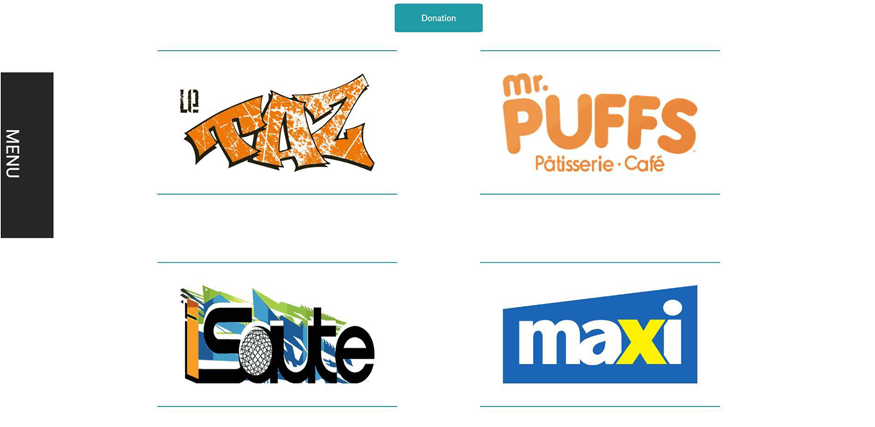 Donation
MENU
Le
TAZ
mr.
PUFFS
Pâtisserie · Café
iSaute
maxi